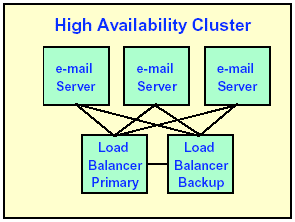 High Availability Cluster
e-mail
Server
e-mail
Server
e-mail
Server
Load
Balancer
Primary
Load
Balancer
Backup